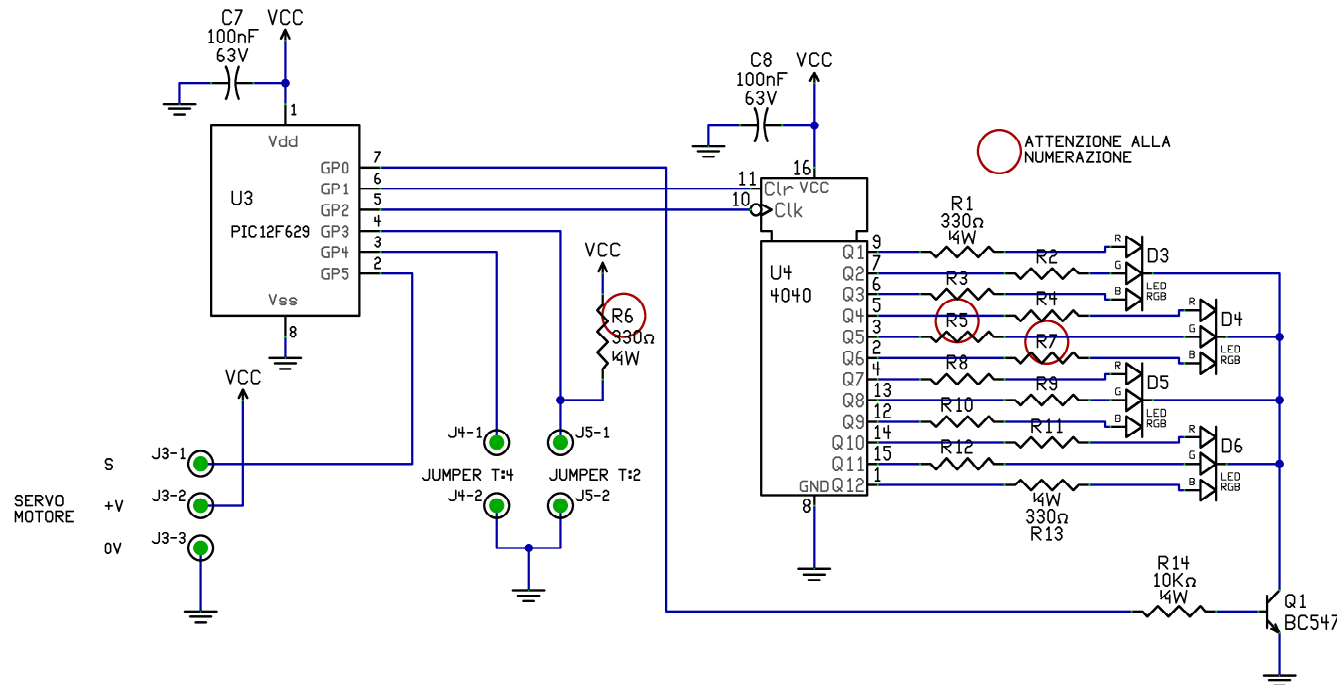 C7
100nF
63V
VCC
1
Vdd
U3
PIC12F629
GP0
7
GP1
6
GP2
5
GP3
4
GP4
3
GP5
2
Vss
8
C8
100nF
63V
VCC
16
VCC
11
Clr
10
Clk
U4
4040
Q1
9
Q2
7
Q3
6
Q4
5
Q5
3
Q6
2
Q7
4
Q8
13
Q9
12
Q10
14
Q11
15
Q12
1
GND
8
ATTENZIONE ALLA
NUMERAZIONE
R1
330Ω
¼W
R2
R3
R4
R5
R7
R8
R9
R10
R11
R12
¼W
330Ω
R13
R
G
B
D3
LED
RGB
R
G
B
D4
LED
RGB
R
G
B
D5
LED
RGB
R
G
B
D6
LED
RGB
VCC
R6
330Ω
¼W
VCC
SERVO
MOTORE
S
J3-1
+V
J3-2
0V
J3-3
J4-1
J5-1
JUMPER T:4
JUMPER T:2
J4-2
J5-2
R14
10KΩ
¼W
Q1
BC547